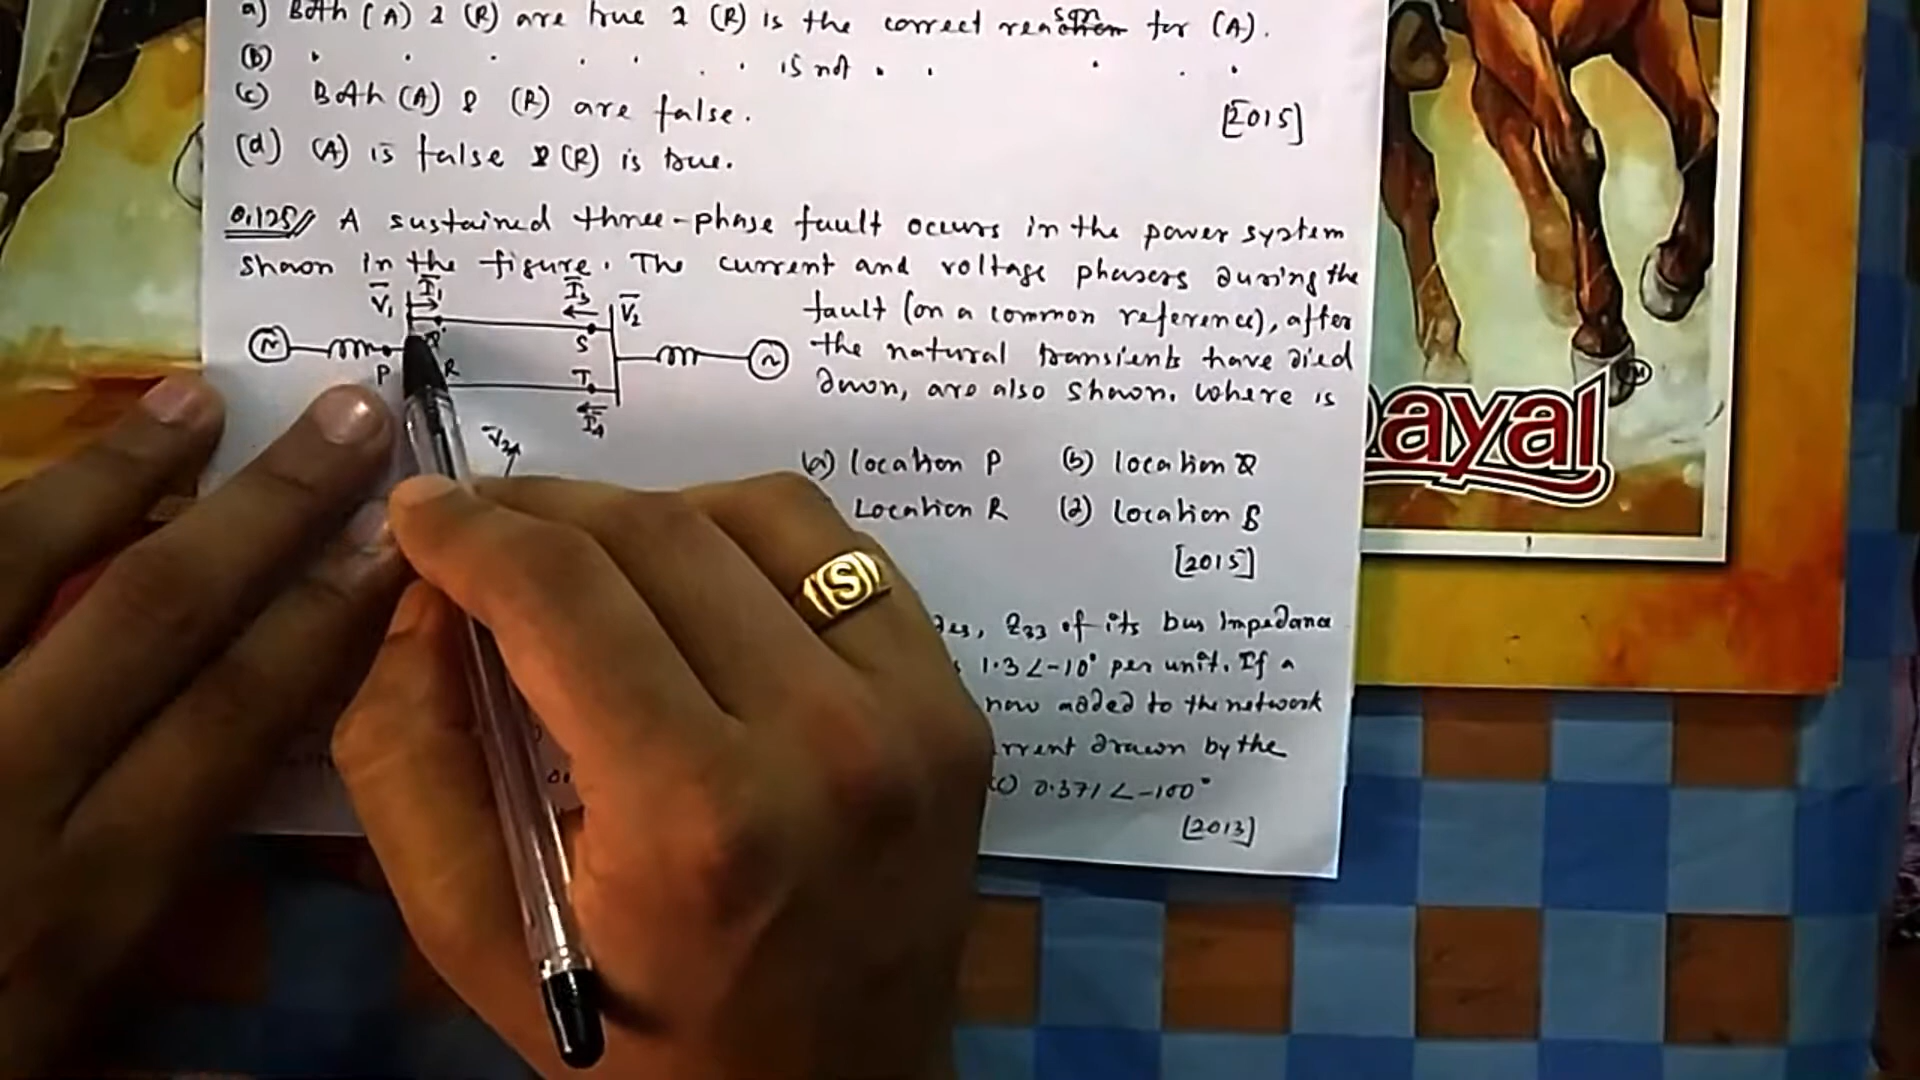 a) Both (A) & (R) are true & (R) is the correct reason for (A).
(b) " " " " " " " is not " " " " "
(c) Both (A) & (R) are false.
[2015]
(d) (A) is false & (R) is true.
Q.125// A sustained three-phase fault occurs in the power system
shown in the figure. The current and voltage phasors during the
fault (on a common reference), after
the natural transients have died
down, are also shown. Where is
V̄1 Ī1 Ī3 V̄2
P R S T
Ī4
V̄2
(a) location P (b) location Q
Location R (d) location S
[2015]
Z33 of its bus impedance
1.3∠-10° per unit. If a
now added to the network
drawn by the
(c) 0.371∠-100°
[2013]
ayal
TM
S